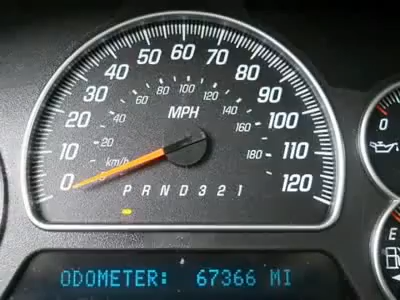 0 10 20 30 40 50 60 70 80 90 100 110 120
20 40 60 80 100 120 140 160 180
MPH
km/h
P R N D 3 2 1
0
E
ODOMETER: 67366 MI